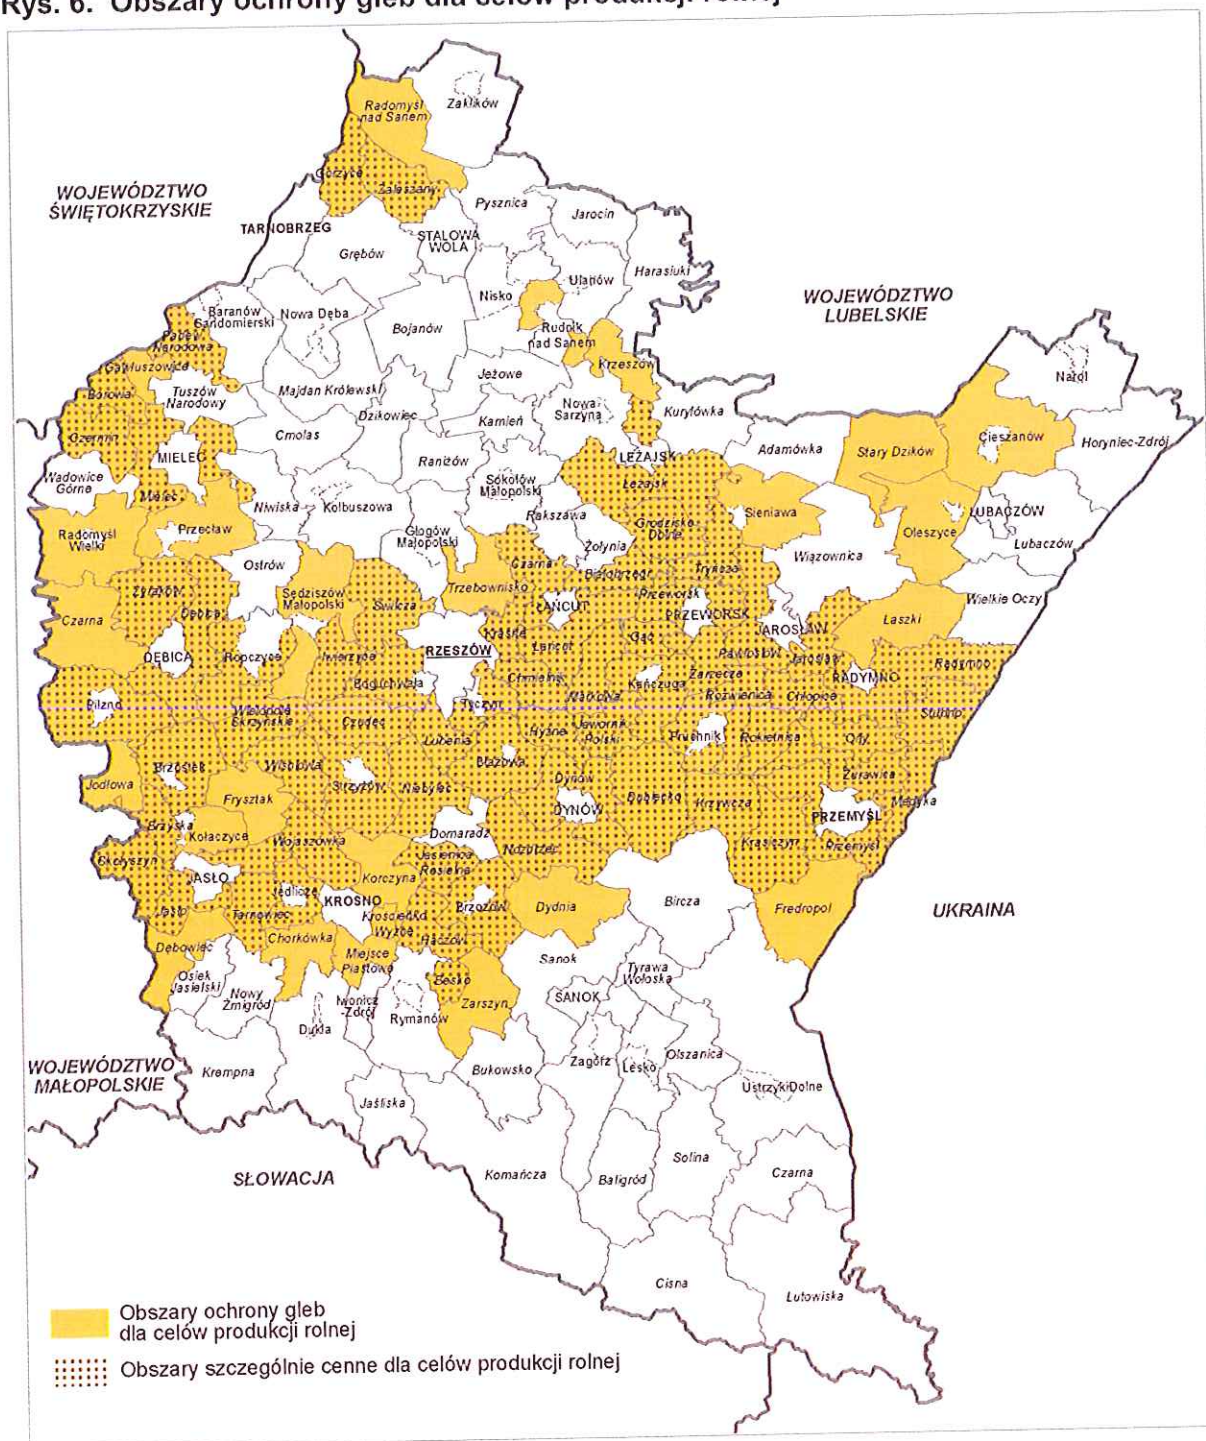 Rys. 6. Obszary ochrony gleb dla celów produkcji rolnej
WOJEWÓDZTWO
ŚWIĘTOKRZYSKIE
Radomyśl
nad Sanem
Zaklików
Gorzyce
Zaleszany
Pysznica
Jarocin
TARNOBRZEG
STALOWA
WOLA
Grębów
Harasiuki
Nisko
Ulanów
WOJEWÓDZTWO
LUBELSKIE
Baranów
Sandomierski
Nowa Dęba
Bojanów
Rudnik
nad Sanem
Padew
Narodowa
Gawłuszowice
Krzeszów
Narol
Jeżowe
Borowa
Tuszów
Narodowy
Majdan Królewski
Dzikowiec
Nowa
Sarzyna
Kuryłówka
Kamień
Czermin
Cmolas
Cieszanów
Horyniec-Zdrój
MIELEC
Adamówka
Stary Dzików
LEŻAJSK
Raniżów
Wadowice
Górne
Sokołów
Małopolski
Leżajsk
Mielec
Niwiska
Kolbuszowa
Sieniawa
LUBACZÓW
Rakszawa
Grodzisko
Dolne
Radomyśl
Wielki
Przecław
Głogów
Małopolski
Oleszyce
Lubaczów
Żołynia
Wiązownica
Ostrów
Czarna
Białobrzegi
Tryńcza
Żyraków
Sędziszów
Małopolski
Trzebownisko
Przeworsk
Wielkie Oczy
Świlcza
Dębica
ŁAŃCUT
PRZEWORSK
Czarna
Laszki
Krasne
JAROSŁAW
Gać
DĘBICA
Ropczyce
Iwierzyce
RZESZÓW
Łańcut
Pawłosiów
Jarosław
Radymno
Boguchwała
Chmielnik
Kańczuga
Zarzecze
RADYMNO
Markowa
Roźwienica
Chłopice
Pilzno
Tyczyn
Wielopole
Skrzyńskie
Stubno
Czudec
Hyżne
Jawornik
Polski
Pruchnik
Rokietnica
Orły
Lubenia
Brzostek
Wiśniowa
Błażowa
Żurawica
Jodłowa
Strzyżów
Niebylec
Dynów
Frysztak
Dubiecko
Krzywcza
Medyka
DYNÓW
PRZEMYŚL
Brzyska
Kołaczyce
Domaradz
Wojaszówka
Krasiczyn
Przemyśl
Skołyszyn
Jasienica
Rosielna
Nozdrzec
JASŁO
Korczyna
Jedlicze
KROSNO
Bircza
Brzozów
Dydnia
Fredropol
UKRAINA
Jasło
Tarnowiec
Krościenko
Wyżne
Chorkówka
Haczów
Dębowiec
Miejsce
Piastowe
Sanok
Osiek
Jasielski
Tyrawa
Wołoska
Besko
Nowy
Żmigród
Iwonicz
-Zdrój
Zarszyn
SANOK
Dukla
Rymanów
Olszanica
WOJEWÓDZTWO
MAŁOPOLSKIE
Krempna
Bukowsko
Zagórz
Lesko
Ustrzyki Dolne
Jaśliska
Solina
Komańcza
Baligród
Czarna
SŁOWACJA
Cisna
Lutowiska
Obszary ochrony gleb
dla celów produkcji rolnej
Obszary szczególnie cenne dla celów produkcji rolnej